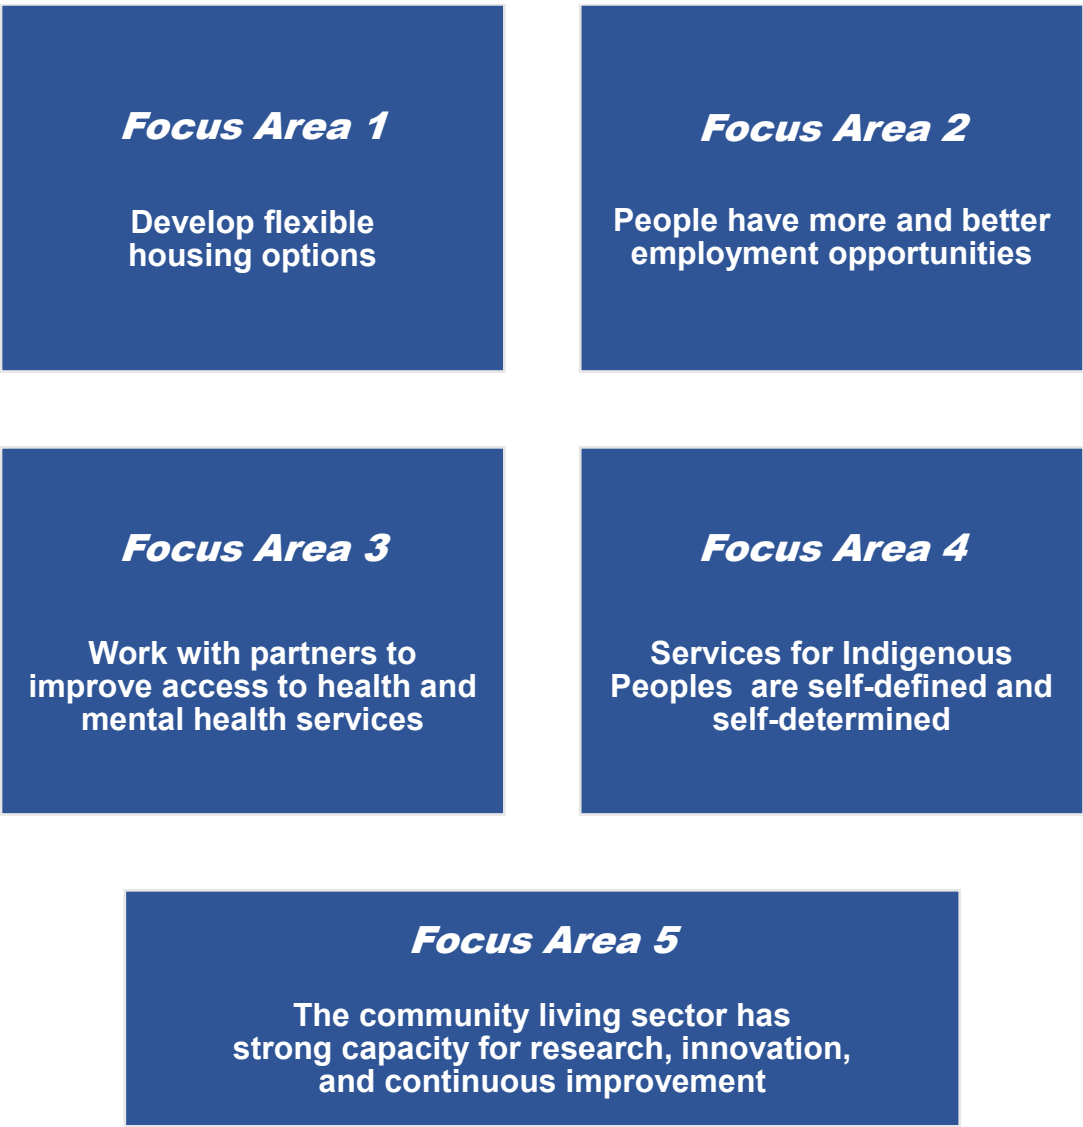 Focus Area 1
Develop flexible
housing options
Focus Area 2
People have more and better
employment opportunities
Focus Area 3
Work with partners to
improve access to health and
mental health services
Focus Area 4
Services for Indigenous
Peoples  are self-defined and
self-determined
Focus Area 5
The community living sector has
strong capacity for research, innovation,
and continuous improvement